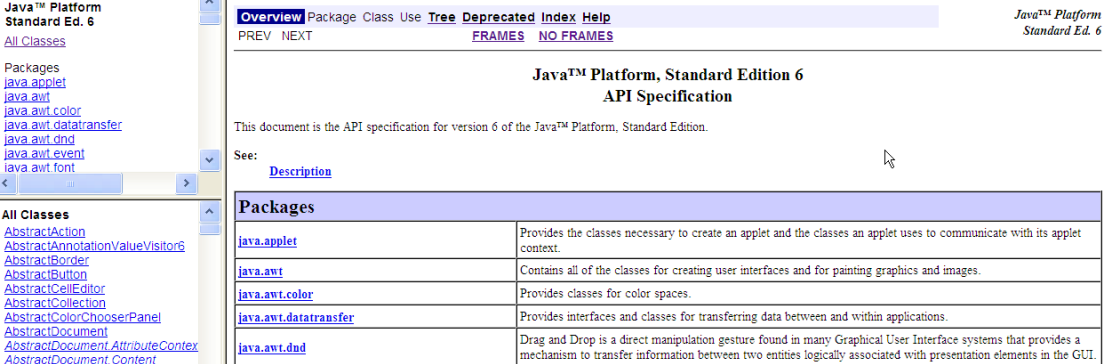 Java™ Platform
Standard Ed. 6
All Classes
Packages
java.applet
java.awt
java.awt.color
java.awt.datatransfer
java.awt.dnd
java.awt.event
java.awt.font
All Classes
AbstractAction
AbstractAnnotationValueVisitor6
AbstractBorder
AbstractButton
AbstractCellEditor
AbstractCollection
AbstractColorChooserPanel
AbstractDocument
AbstractDocument.AttributeContex
AbstractDocument.Content
Overview Package Class Use Tree Deprecated Index Help
PREV NEXT FRAMES NO FRAMES
Java™ Platform
Standard Ed. 6
Java™ Platform, Standard Edition 6
API Specification
This document is the API specification for version 6 of the Java™ Platform, Standard Edition.
See:
Description
Packages
java.applet
Provides the classes necessary to create an applet and the classes an applet uses to communicate with its applet
context.
java.awt
Contains all of the classes for creating user interfaces and for painting graphics and images.
java.awt.color
Provides classes for color spaces.
java.awt.datatransfer
Provides interfaces and classes for transferring data between and within applications.
java.awt.dnd
Drag and Drop is a direct manipulation gesture found in many Graphical User Interface systems that provides a
mechanism to transfer information between two entities logically associated with presentation elements in the GUI.